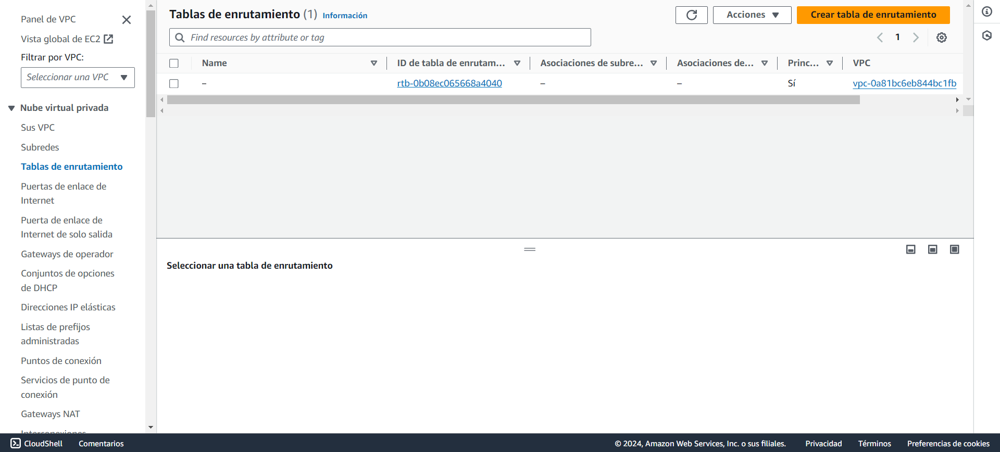 Panel de VPC
Vista global de EC2
Filtrar por VPC:
Seleccionar una VPC
Nube virtual privada
Sus VPC
Subredes
Tablas de enrutamiento
Puertas de enlace de
Internet
Puerta de enlace de
Internet de solo salida
Gateways de operador
Conjuntos de opciones
de DHCP
Direcciones IP elásticas
Listas de prefijos
administradas
Puntos de conexión
Servicios de punto de
conexión
Gateways NAT
Interconexiones
Tablas de enrutamiento (1) Información
Acciones
Crear tabla de enrutamiento
Find resources by attribute or tag
1
Name ID de tabla de enrutam... Asociaciones de subre... Asociaciones de... Princ... VPC
– rtb-0b08ec065668a4040 – – Sí vpc-0a81bc6eb844bc1fb
Seleccionar una tabla de enrutamiento
CloudShell Comentarios © 2024, Amazon Web Services, Inc. o sus filiales. Privacidad Términos Preferencias de cookies